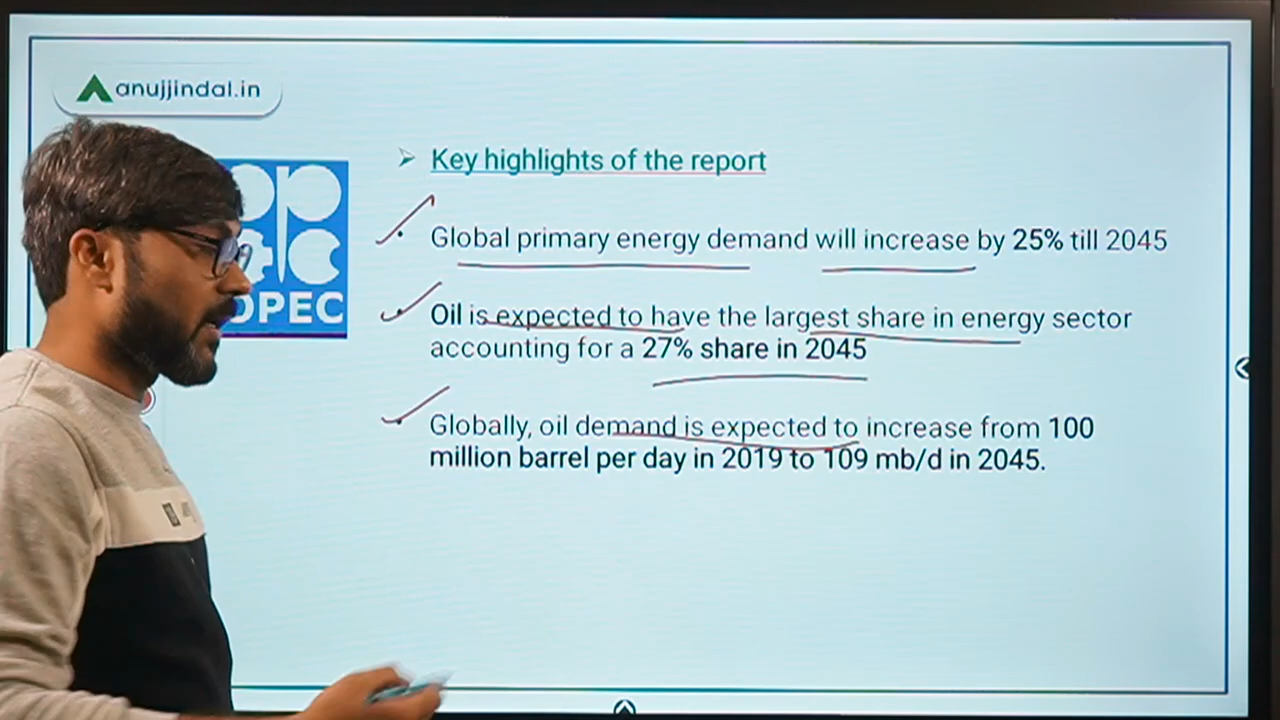 anujjindal.in
Key highlights of the report
Global primary energy demand will increase by 25% till 2045
Oil is expected to have the largest share in energy sector
accounting for a 27% share in 2045
Globally, oil demand is expected to increase from 100
million barrel per day in 2019 to 109 mb/d in 2045.
OPEC